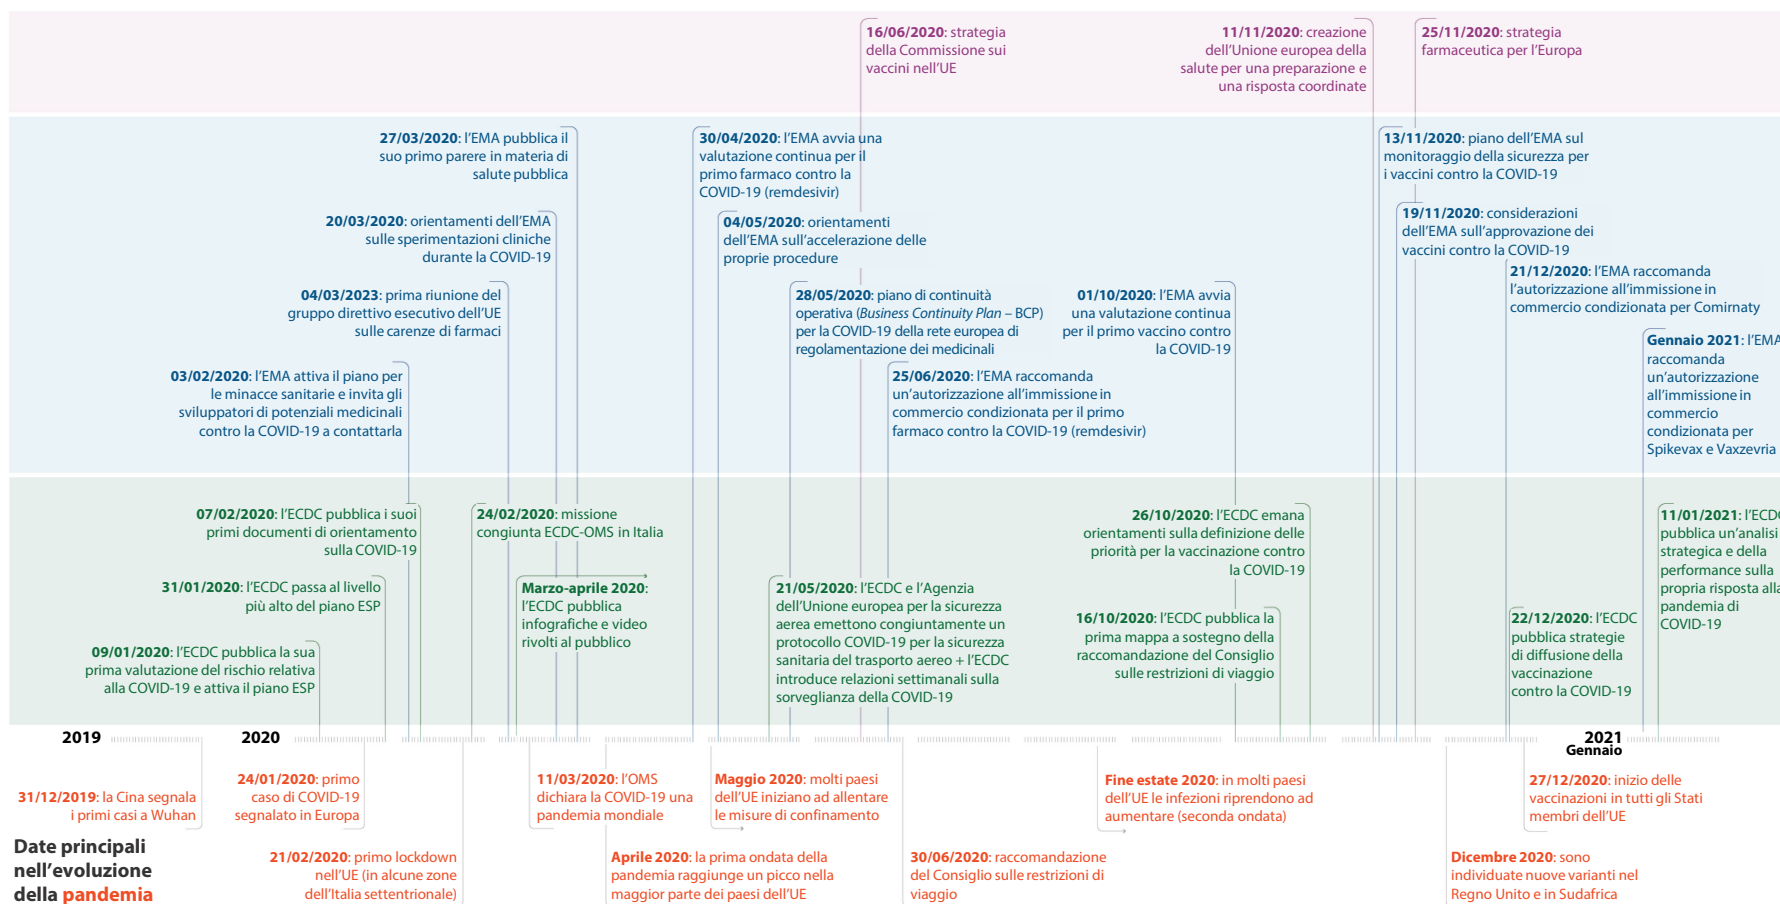 16/06/2020: strategia
della Commissione sui
vaccini nell'UE
11/11/2020: creazione
dell'Unione europea della
salute per una preparazione e
una risposta coordinate
25/11/2020: strategia
farmaceutica per l'Europa
27/03/2020: l'EMA pubblica il
suo primo parere in materia di
salute pubblica
30/04/2020: l'EMA avvia una
valutazione continua per il
primo farmaco contro la
COVID-19 (remdesivir)
13/11/2020: piano dell'EMA sul
monitoraggio della sicurezza per
i vaccini contro la COVID-19
20/03/2020: orientamenti dell'EMA
sulle sperimentazioni cliniche
durante la COVID-19
04/05/2020: orientamenti
dell'EMA sull'accelerazione delle
proprie procedure
19/11/2020: considerazioni
dell'EMA sull'approvazione dei
vaccini contro la COVID-19
21/12/2020: l'EMA raccomanda
l'autorizzazione all'immissione in
commercio condizionata per Comirnaty
04/03/2023: prima riunione del
gruppo direttivo esecutivo dell'UE
sulle carenze di farmaci
28/05/2020: piano di continuità
operativa (Business Continuity Plan – BCP)
per la COVID-19 della rete europea di
regolamentazione dei medicinali
01/10/2020: l'EMA avvia
una valutazione continua
per il primo vaccino contro
la COVID-19
Gennaio 2021: l'EMA
raccomanda
un'autorizzazione
all'immissione in
commercio
condizionata per
Spikevax e Vaxzevria
03/02/2020: l'EMA attiva il piano per
le minacce sanitarie e invita gli
sviluppatori di potenziali medicinali
contro la COVID-19 a contattarla
25/06/2020: l'EMA raccomanda
un'autorizzazione all'immissione in
commercio condizionata per il primo
farmaco contro la COVID-19 (remdesivir)
07/02/2020: l'ECDC pubblica i suoi
primi documenti di orientamento
sulla COVID-19
24/02/2020: missione
congiunta ECDC-OMS in Italia
26/10/2020: l'ECDC emana
orientamenti sulla definizione delle
priorità per la vaccinazione contro
la COVID-19
11/01/2021: l'ECDC
pubblica un'analisi
strategica e della
performance sulla
propria risposta alla
pandemia di
COVID-19
31/01/2020: l'ECDC passa al livello
più alto del piano ESP
Marzo-aprile 2020:
l'ECDC pubblica
infografiche e video
rivolti al pubblico
21/05/2020: l'ECDC e l'Agenzia
dell'Unione europea per la sicurezza
aerea emettono congiuntamente un
protocollo COVID-19 per la sicurezza
sanitaria del trasporto aereo + l'ECDC
introduce relazioni settimanali sulla
sorveglianza della COVID-19
16/10/2020: l'ECDC pubblica la
prima mappa a sostegno della
raccomandazione del Consiglio
sulle restrizioni di viaggio
22/12/2020: l'ECDC
pubblica strategie
di diffusione della
vaccinazione
contro la COVID-19
09/01/2020: l'ECDC pubblica la sua
prima valutazione del rischio relativa
alla COVID-19 e attiva il piano ESP
2019
2020
2021
Gennaio
31/12/2019: la Cina segnala
i primi casi a Wuhan
24/01/2020: primo
caso di COVID-19
segnalato in Europa
11/03/2020: l'OMS
dichiara la COVID-19 una
pandemia mondiale
Maggio 2020: molti paesi
dell'UE iniziano ad allentare
le misure di confinamento
Fine estate 2020: in molti paesi
dell'UE le infezioni riprendono ad
aumentare (seconda ondata)
27/12/2020: inizio delle
vaccinazioni in tutti gli Stati
membri dell'UE
Date principali
nell'evoluzione
della pandemia
21/02/2020: primo lockdown
nell'UE (in alcune zone
dell'Italia settentrionale)
Aprile 2020: la prima ondata della
pandemia raggiunge un picco nella
maggior parte dei paesi dell'UE
30/06/2020: raccomandazione
del Consiglio sulle restrizioni di
viaggio
Dicembre 2020: sono
individuate nuove varianti nel
Regno Unito e in Sudafrica